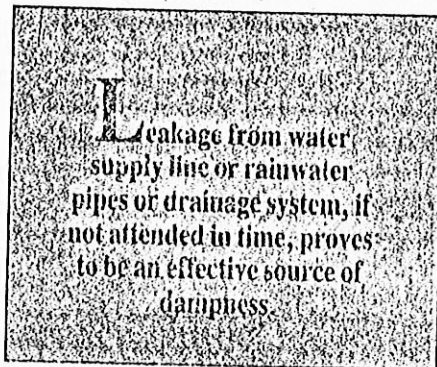 Leakage from water
supply line or rainwater
pipes or drainage system, if
not attended in time, proves
to be an effective source of
dampness.